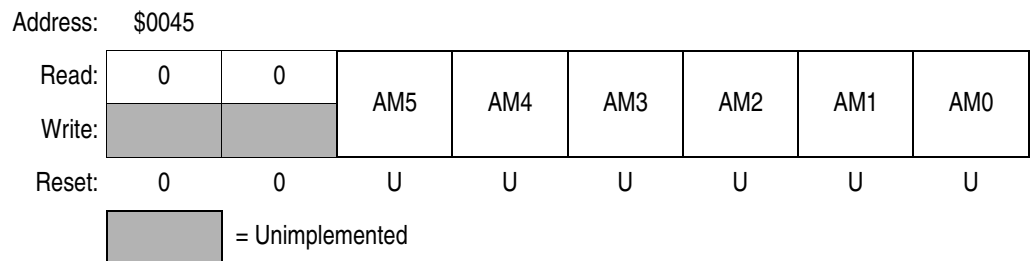 Address: $0045
Read: 0 0 AM5 AM4 AM3 AM2 AM1 AM0
Write:
Reset: 0 0 U U U U U U
= Unimplemented